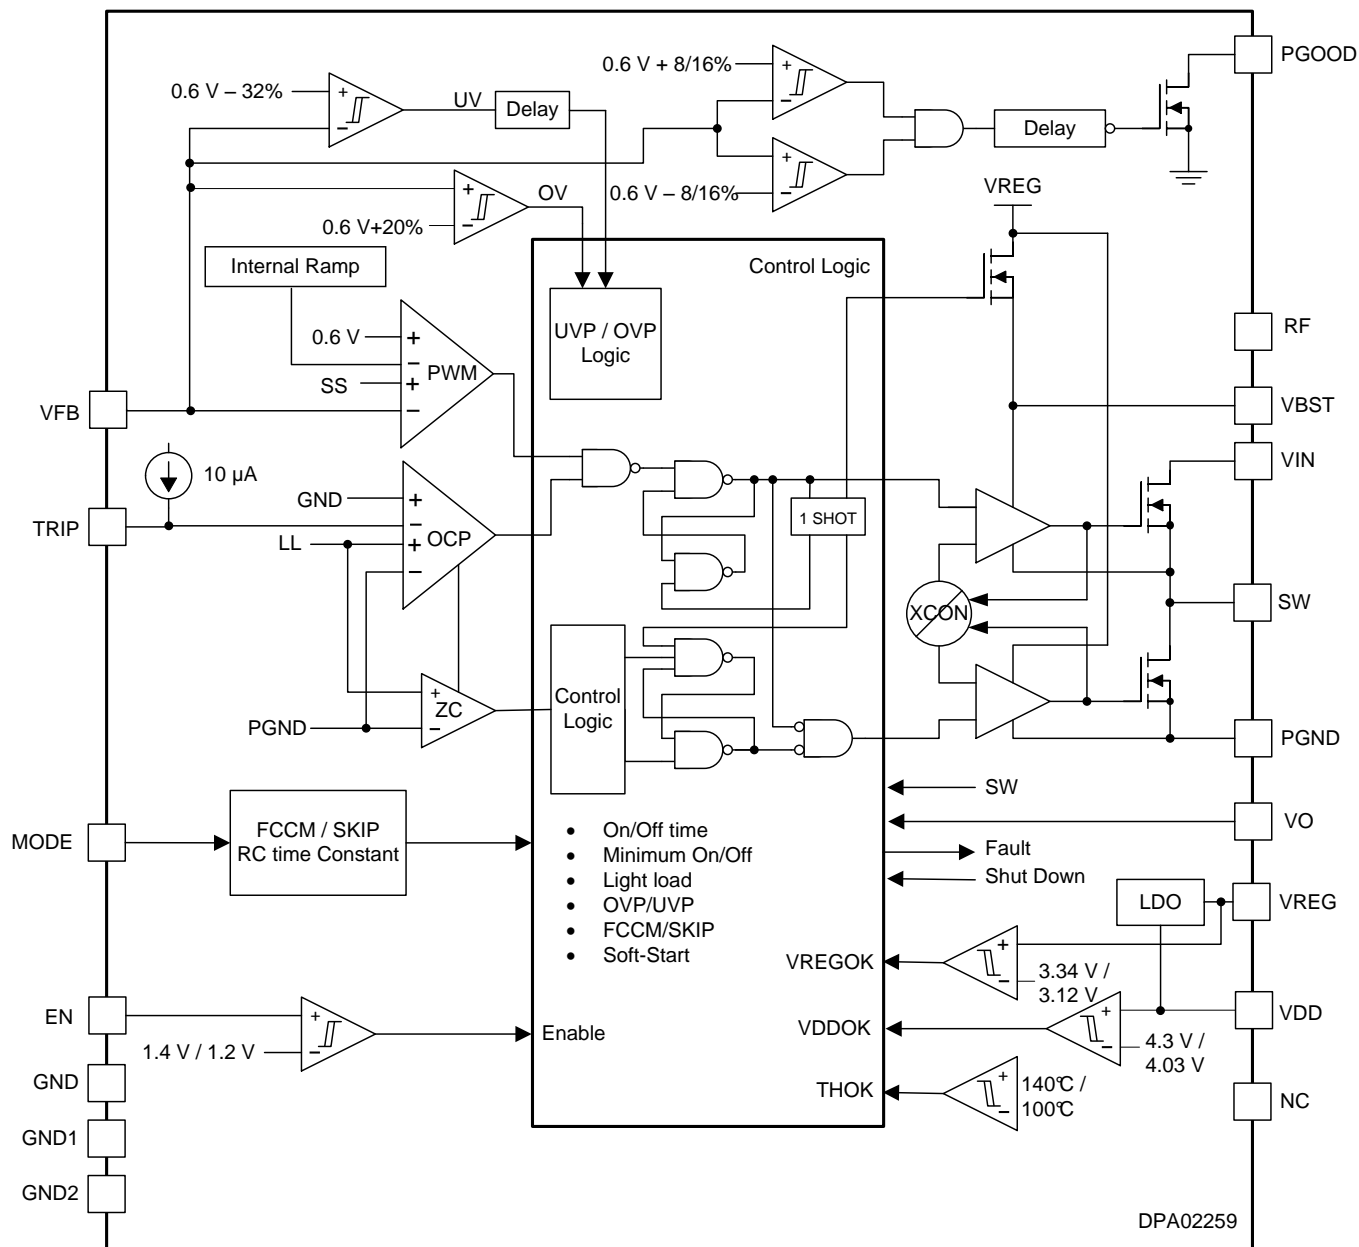 PGOOD
0.6 V + 8/16%
+
−
0.6 V – 32%
+
−
UV
Delay
Delay
+
−
0.6 V – 8/16%
VREG
+
−
OV
0.6 V+20%
Control Logic
Internal Ramp
UVP / OVP
Logic
RF
0.6 V
+
−
+
−
PWM
SS
VFB
VBST
VIN
10 µA
GND
TRIP
+
−
+
−
OCP
LL
1 SHOT
XCON
SW
Control
Logic
+
−
ZC
PGND
PGND
SW
MODE
FCCM / SKIP
RC time Constant
VO
• On/Off time
• Minimum On/Off
• Light load
• OVP/UVP
• FCCM/SKIP
• Soft-Start
Fault
Shut Down
LDO
VREG
VREGOK
+
−
3.34 V /
3.12 V
EN
+
−
1.4 V / 1.2 V
Enable
VDDOK
+
−
4.3 V /
4.03 V
VDD
GND
THOK
+
−
140°C /
100°C
NC
GND1
GND2
DPA02259